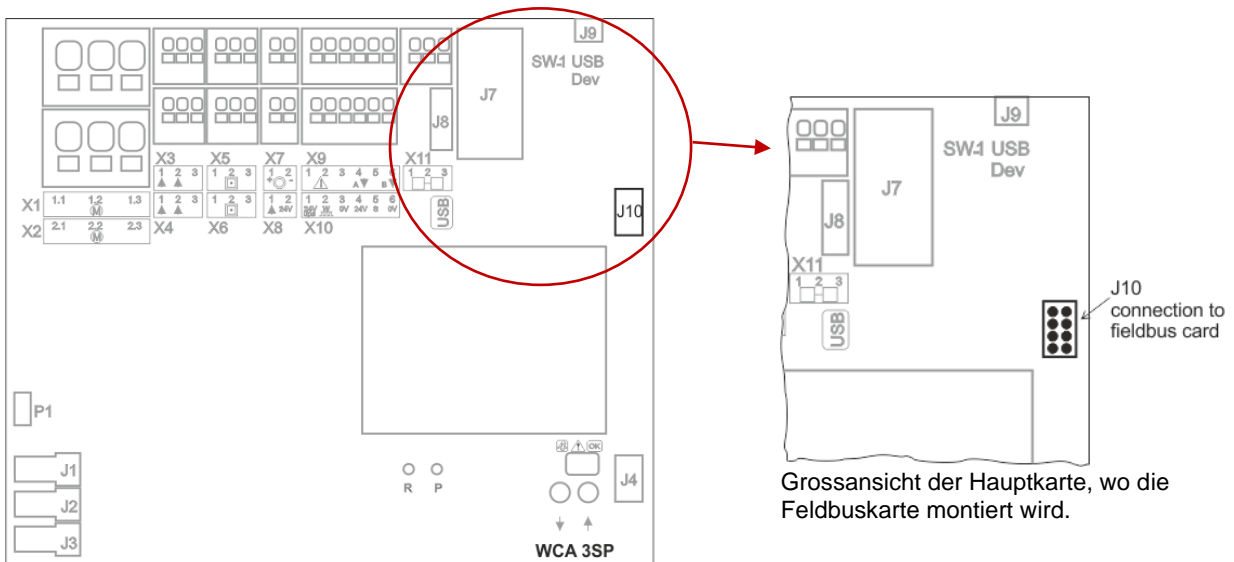 J9
SW-1 USB
Dev
J7
J8
X3 X5 X7 X9 X11
1 2 3 1 2 3 1 2 1 2 3 4 5 6 1 2 3
+ - A B
X1 1.1 1.2 1.3
M
1 2 3 1 2 3 1 2 1 2 3 4 5 6
24V 24V W 0V 24V 0V
X2 2.1 2.2 2.3
M
X4 X6 X8 X10
USB
J10
P1
J1
J2
J3
R P
OK
J4
WCA 3SP
J9
SW-1 USB
Dev
J7
J8
X11
1 2 3
USB
J10
connection to
fieldbus card
Grossansicht der Hauptkarte, wo die
Feldbuskarte montiert wird.